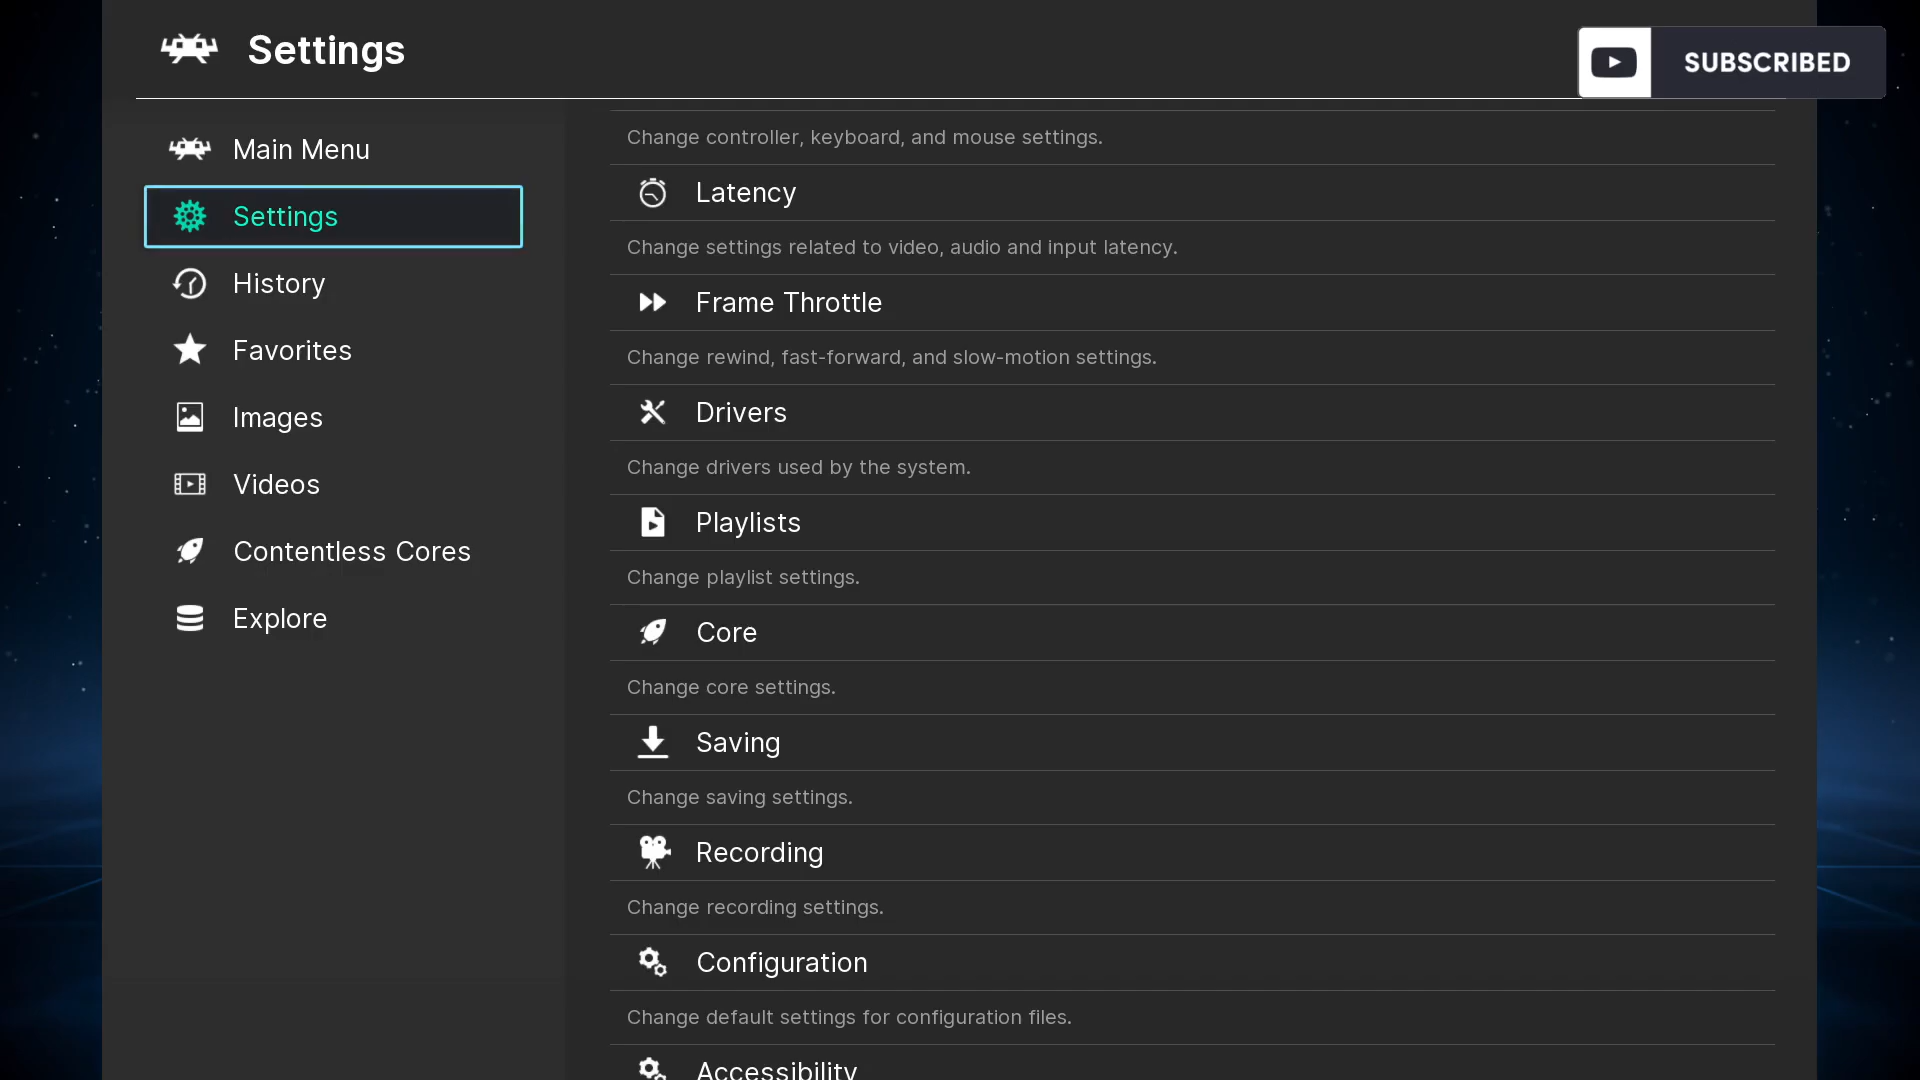 Settings
SUBSCRIBED
Main Menu
Settings
History
Favorites
Images
Videos
Contentless Cores
Explore
Change controller, keyboard, and mouse settings.
Latency
Change settings related to video, audio and input latency.
Frame Throttle
Change rewind, fast-forward, and slow-motion settings.
Drivers
Change drivers used by the system.
Playlists
Change playlist settings.
Core
Change core settings.
Saving
Change saving settings.
Recording
Change recording settings.
Configuration
Change default settings for configuration files.
Accessibility